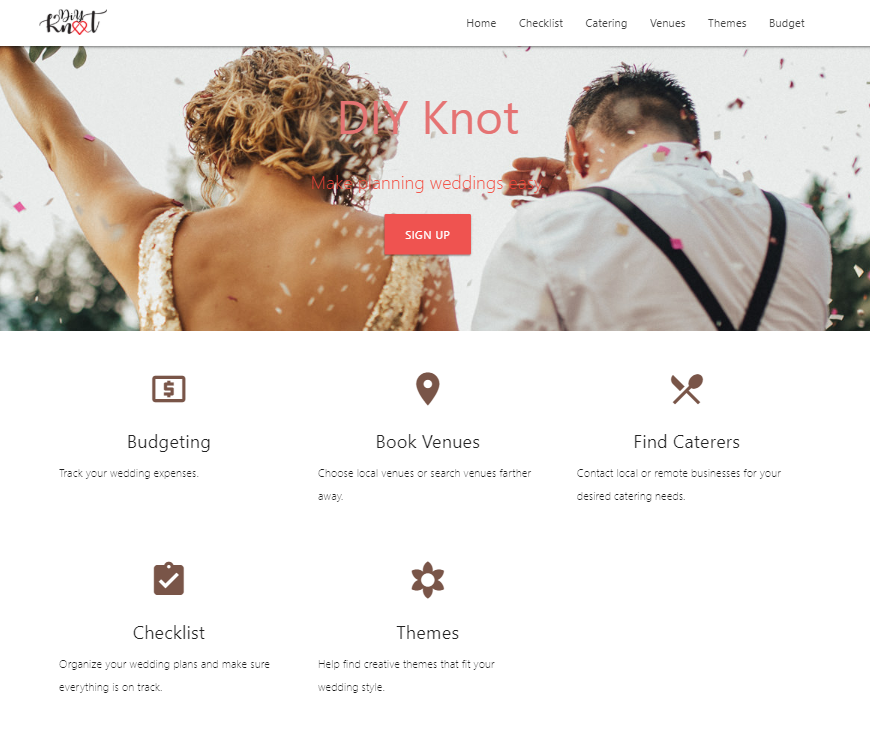 DiY
Knot
Home Checklist Catering Venues Themes Budget
DIY Knot
Make planning weddings easy.
SIGN UP
Budgeting
Track your wedding expenses.
Book Venues
Choose local venues or search venues farther
away.
Find Caterers
Contact local or remote businesses for your
desired catering needs.
Checklist
Organize your wedding plans and make sure
everything is on track.
Themes
Help find creative themes that fit your
wedding style.